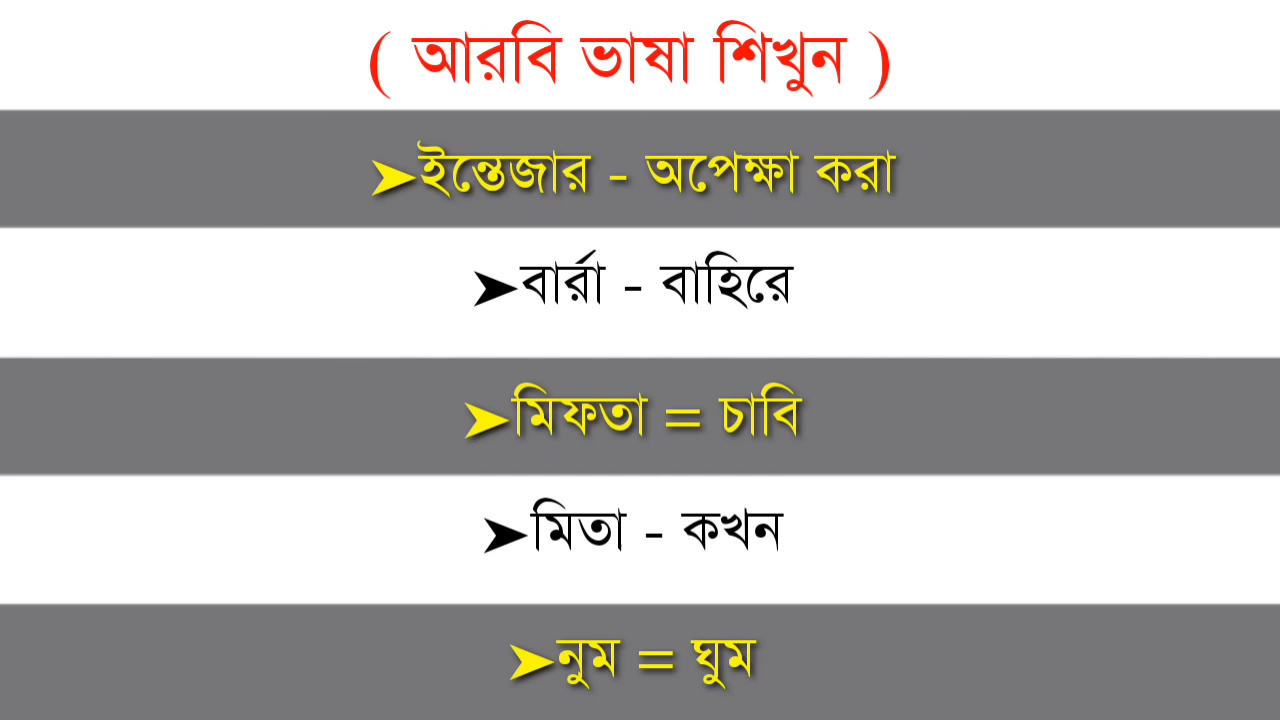 ( আরবি ভাষা শিখুন )
➤ইন্তেজার - অপেক্ষা করা
➤বার্রা - বাহিরে
➤মিফতা = চাবি
➤মিতা - কখন
➤নুম = ঘুম